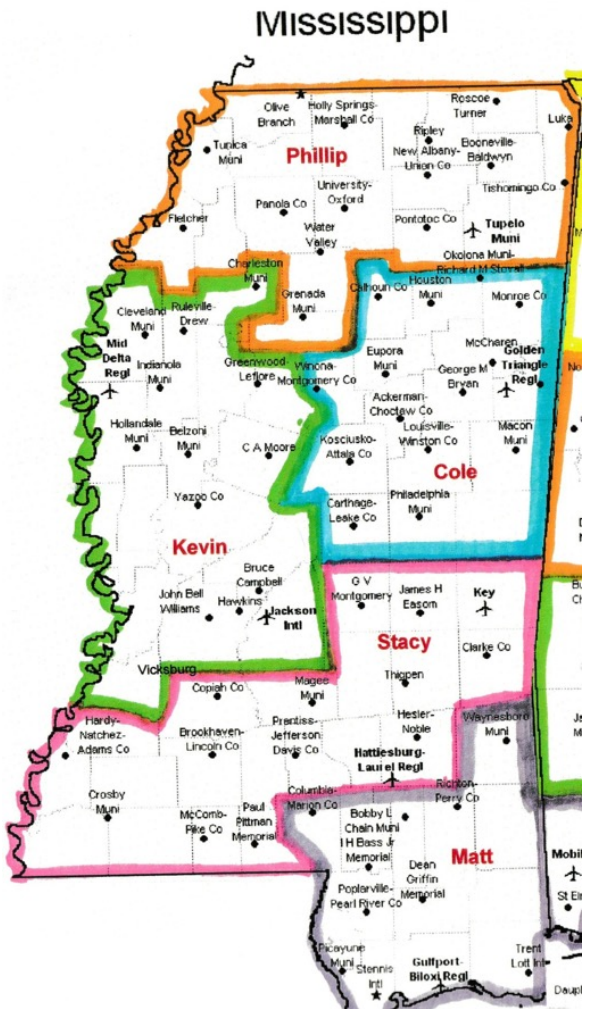 Mississippi
Olive
Branch
Holly Springs-
Marshall Co
Roscoe
Turner
Luka
Tunica
Muni
Phillip
Ripley
New Albany-
Union Co
Booneville-
Baldwyn
University-
Oxford
Tishomingo Co
Panola Co
Fletcher
Water
Valley
Pontotoc Co
Tupelo
Muni
Okolona Muni-
Richard M Stovall
Charleston
Muni
Grenada
Muni
Calhoun Co
Houston
Muni
Monroe Co
Cleveland
Muni
Ruleville-
Drew
Mid
Delta
Regl
Indianola
Muni
Greenwood-
Leflore
Winona-
Montgomery Co
Eupora
Muni
McCharen
George M
Bryan
Golden
Triangle
Regl
Ackerman-
Choctaw Co
Hollandale
Muni
Belzoni
Muni
C A Moore
Kosciusko-
Attala Co
Louisville-
Winston Co
Macon
Muni
Cole
Yazoo Co
Carthage-
Leake Co
Philadelphia
Muni
Kevin
Bruce
Campbell
John Bell
Williams
Hawkins
Jackson
Intl
G V
Montgomery
James H
Easom
Key
Stacy
Clarke Co
Vicksburg
Copiah Co
Magee
Muni
Thigpen
Hardy-
Natchez-
Adams Co
Brookhaven-
Lincoln Co
Prentiss-
Jefferson
Davis Co
Hesler-
Noble
Waynesboro
Muni
Hattiesburg-
Laurel Regl
Crosby
Muni
McComb-
Pike Co
Paul
Pittman
Memorial
Columbia-
Marion Co
Richton-
Perry Co
Bobby L
Chain Muni
I H Bass Jr
Memorial
Matt
Dean
Griffin
Memorial
Poplarville-
Pearl River Co
Mobil
St El
Picayune
Muni
Stennis
Intl
Gulfport-
Biloxi Regl
Trent
Lott Int
Daup